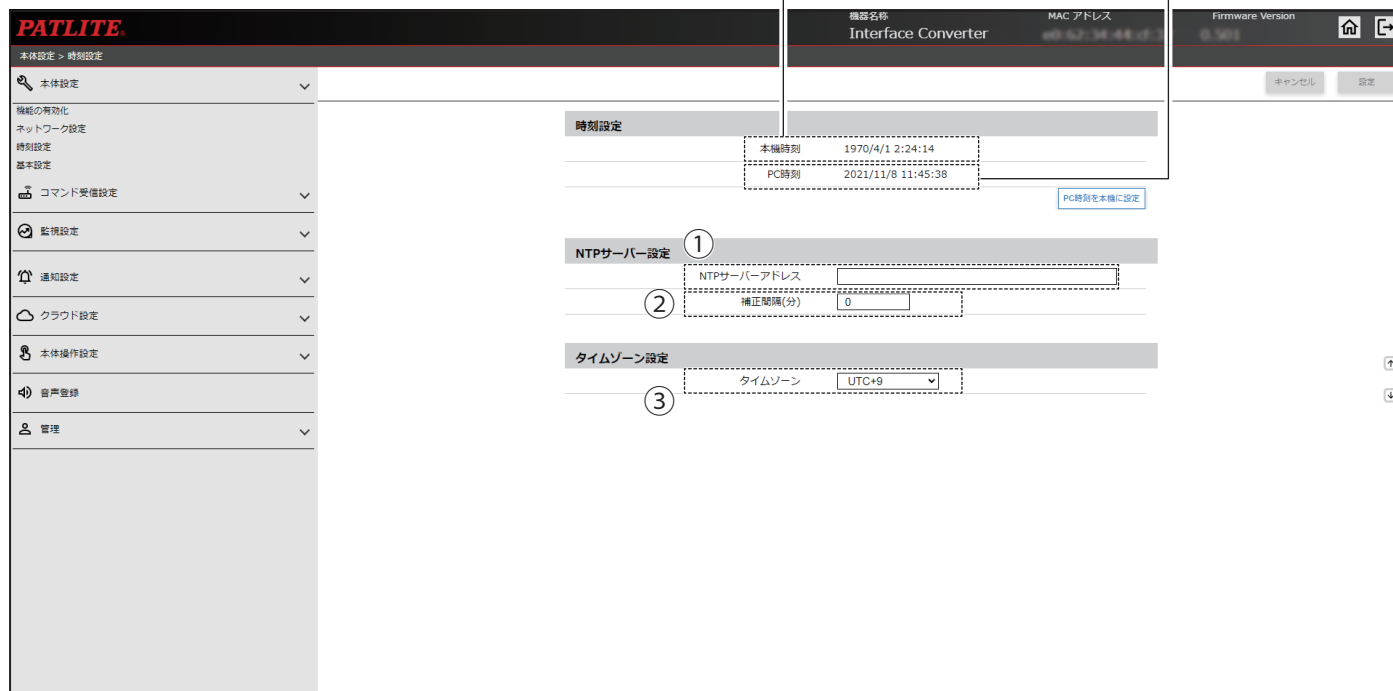 PATLITE®
機器名称
Interface Converter
MAC アドレス
Firmware Version
0.501
本体設定 > 時刻設定
本体設定
キャンセル
設定
機能の有効化
ネットワーク設定
時刻設定
基本設定
コマンド受信設定
監視設定
通知設定
クラウド設定
本体操作設定
音声登録
管理
時刻設定
本機時刻 1970/4/1 2:24:14
PC時刻 2021/11/8 11:45:38
PC時刻を本機に設定
NTPサーバー設定
①
NTPサーバーアドレス
②
補正間隔(分) 0
タイムゾーン設定
タイムゾーン UTC+9
③